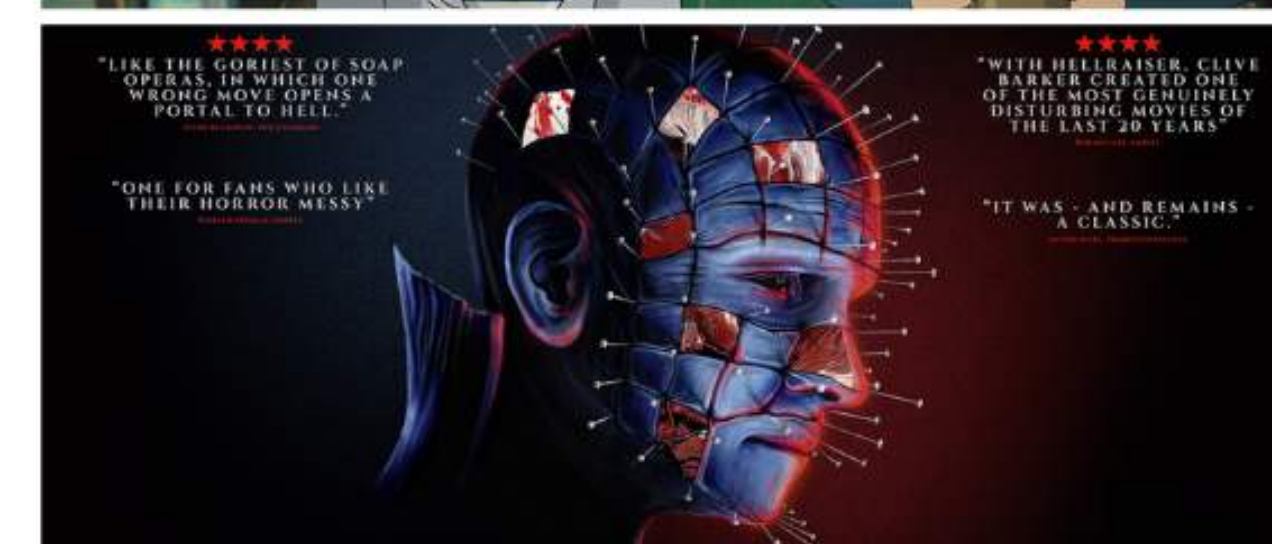 "LIKE THE GORIEST OF SOAP
OPERAS, IN WHICH ONE
WRONG MOVE OPENS A
PORTAL TO HELL."
"ONE FOR FANS WHO LIKE
THEIR HORROR MESSY"
"WITH HELLRAISER, CLIVE
BARKER CREATED ONE
OF THE MOST GENUINELY
DISTURBING MOVIES OF
THE LAST 20 YEARS"
"IT WAS - AND REMAINS -
A CLASSIC."